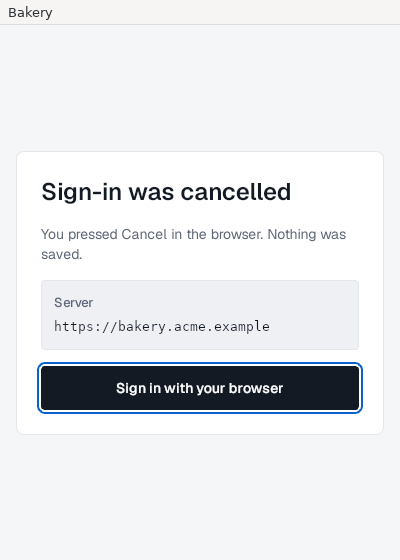 Bakery
Sign-in was cancelled
You pressed Cancel in the browser. Nothing was
saved.
Server
https://bakery.acme.example
Sign in with your browser